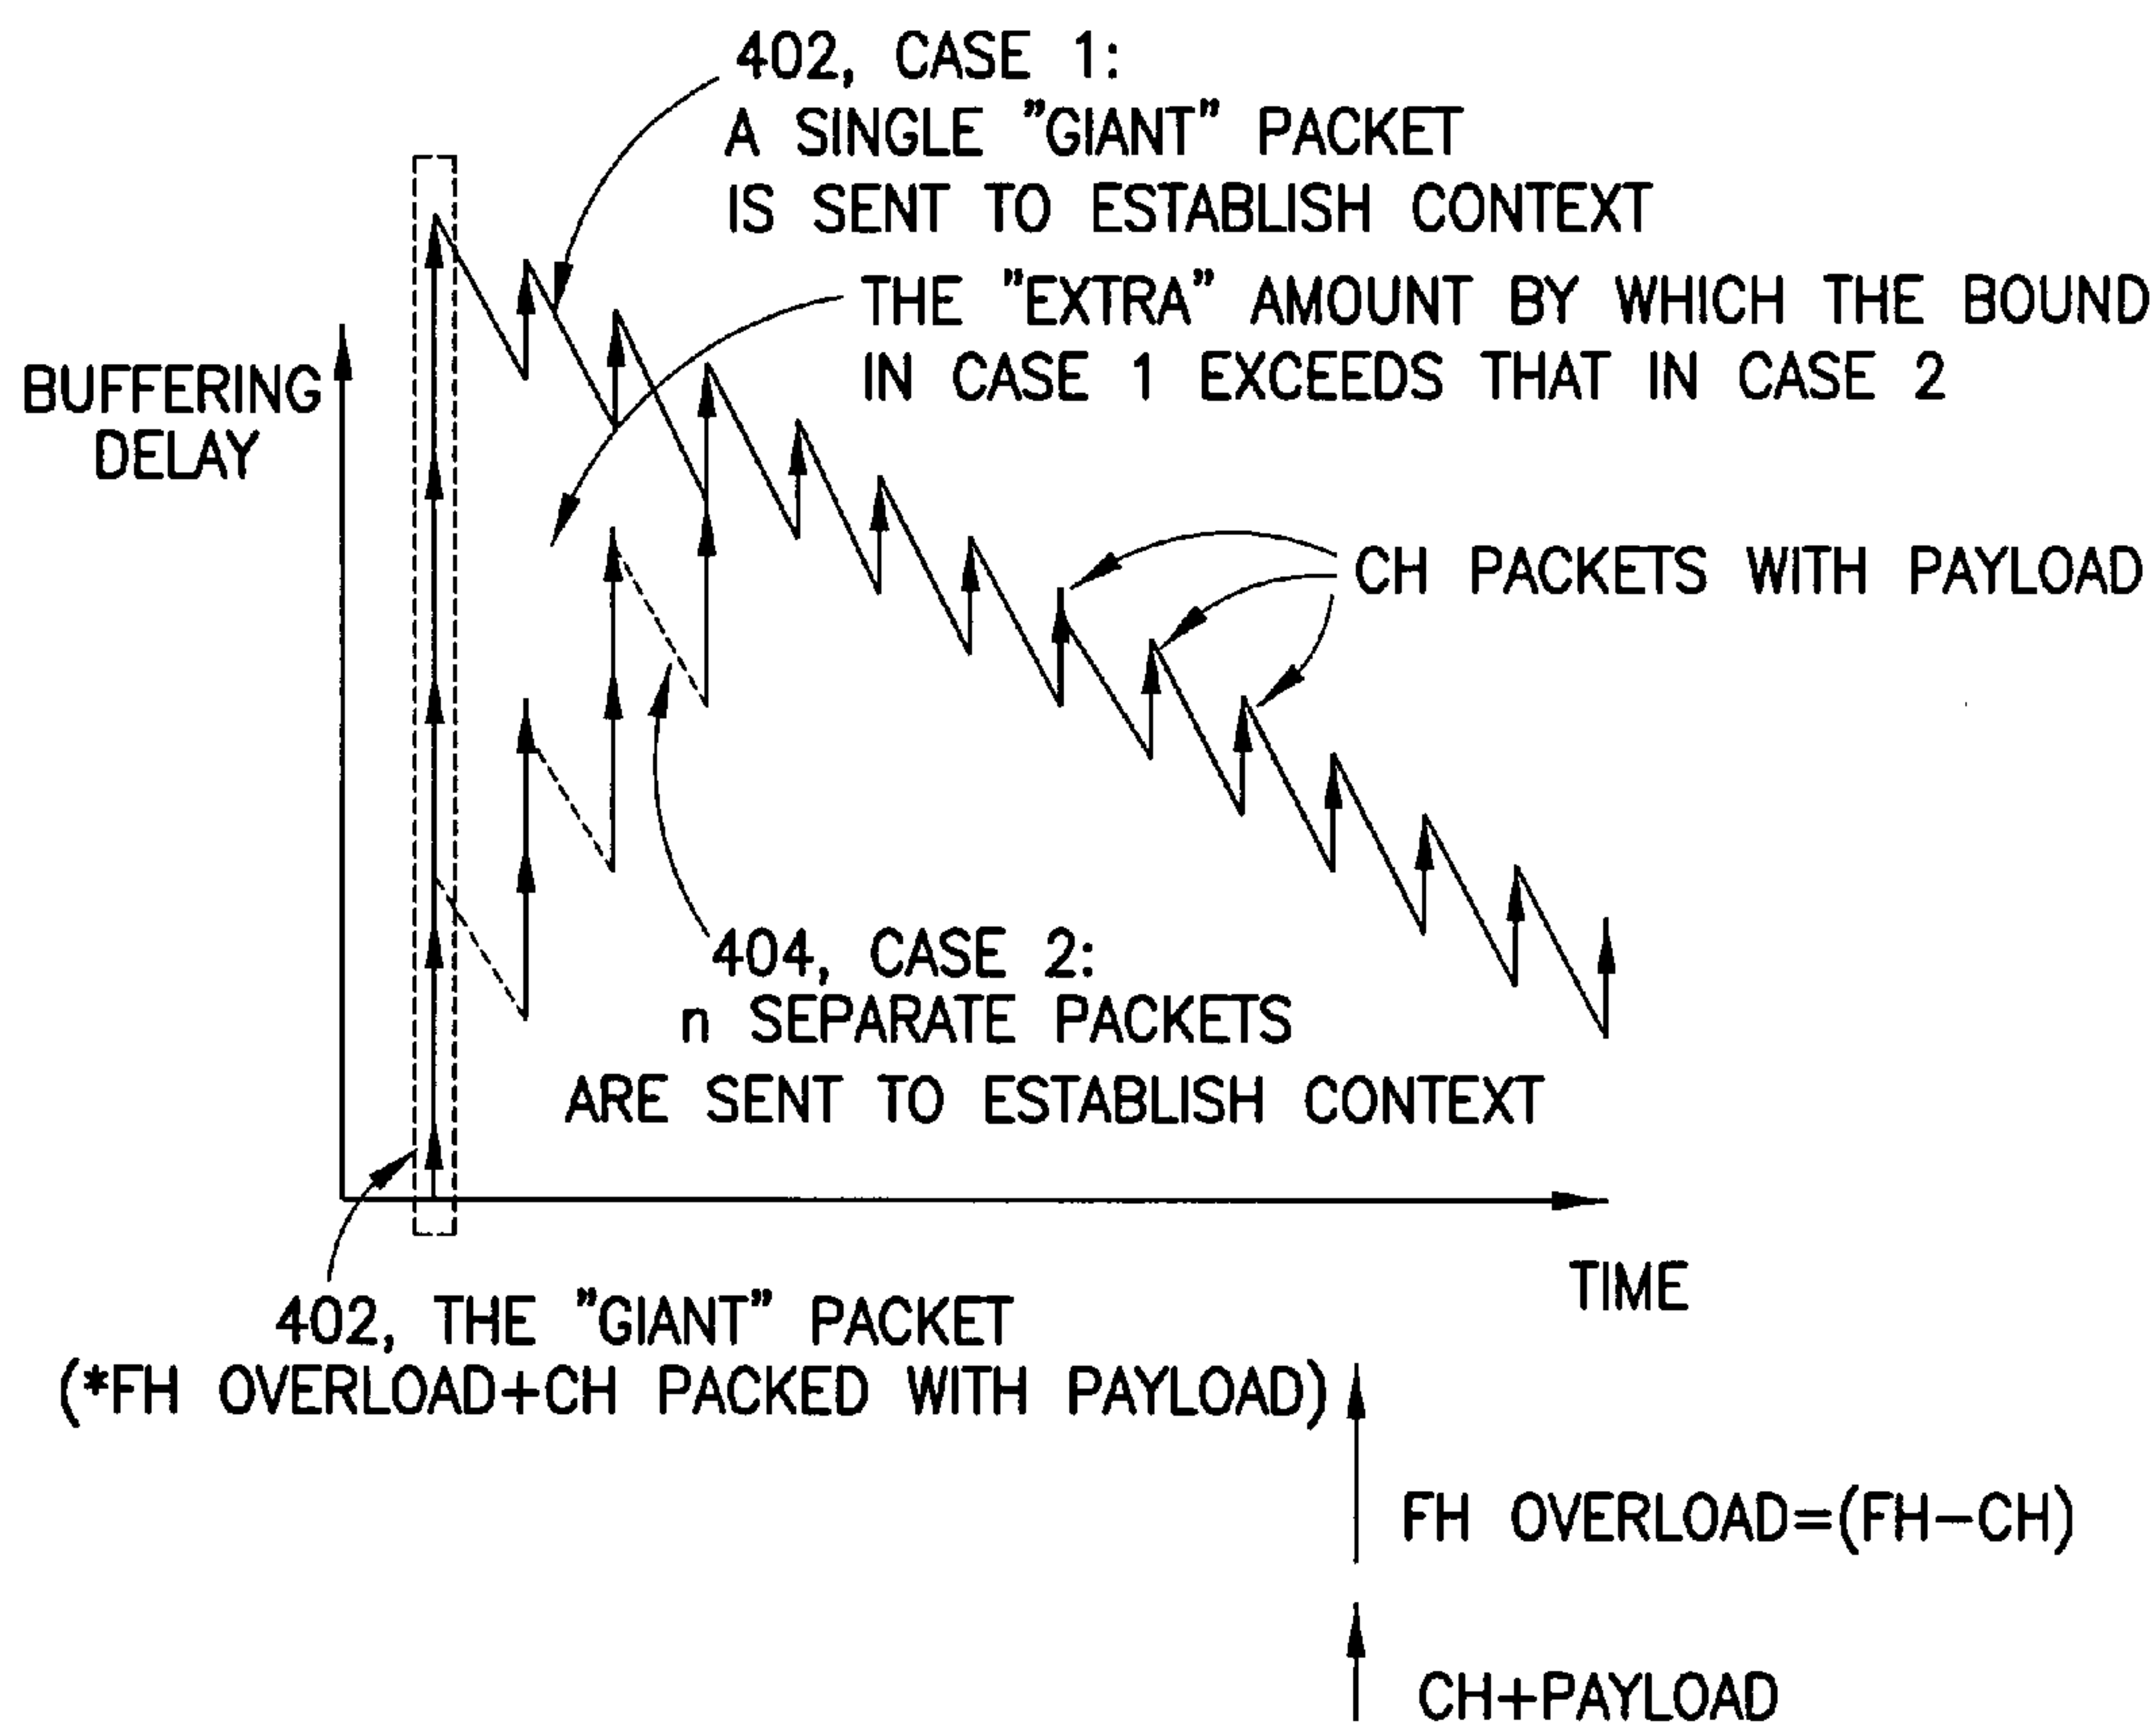 402, CASE 1:
A SINGLE "GIANT" PACKET
IS SENT TO ESTABLISH CONTEXT
THE "EXTRA" AMOUNT BY WHICH THE BOUND
IN CASE 1 EXCEEDS THAT IN CASE 2
BUFFERING
DELAY
CH PACKETS WITH PAYLOAD
404, CASE 2:
n SEPARATE PACKETS
ARE SENT TO ESTABLISH CONTEXT
TIME
402, THE "GIANT" PACKET
(*FH OVERLOAD+CH PACKED WITH PAYLOAD)
FH OVERLOAD=(FH-CH)
CH+PAYLOAD